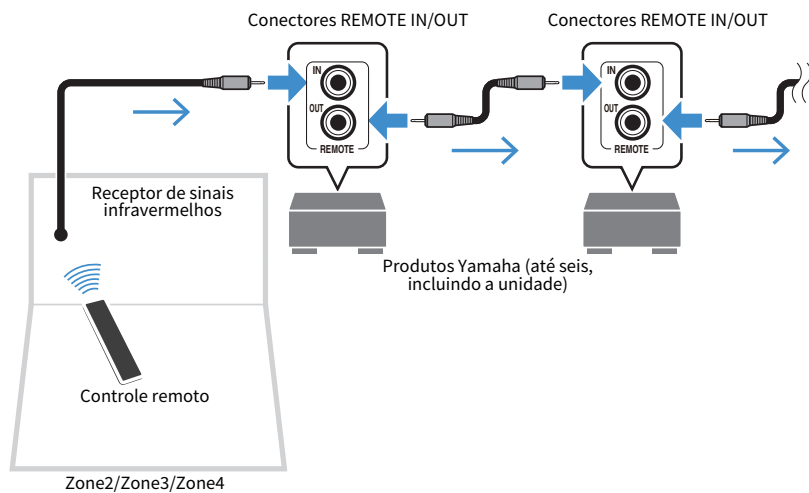 Conectores REMOTE IN/OUT
Conectores REMOTE IN/OUT
IN
OUT
REMOTE
IN
OUT
REMOTE
Receptor de sinais
infravermelhos
Produtos Yamaha (até seis,
incluindo a unidade)
Controle remoto
Zone2/Zone3/Zone4